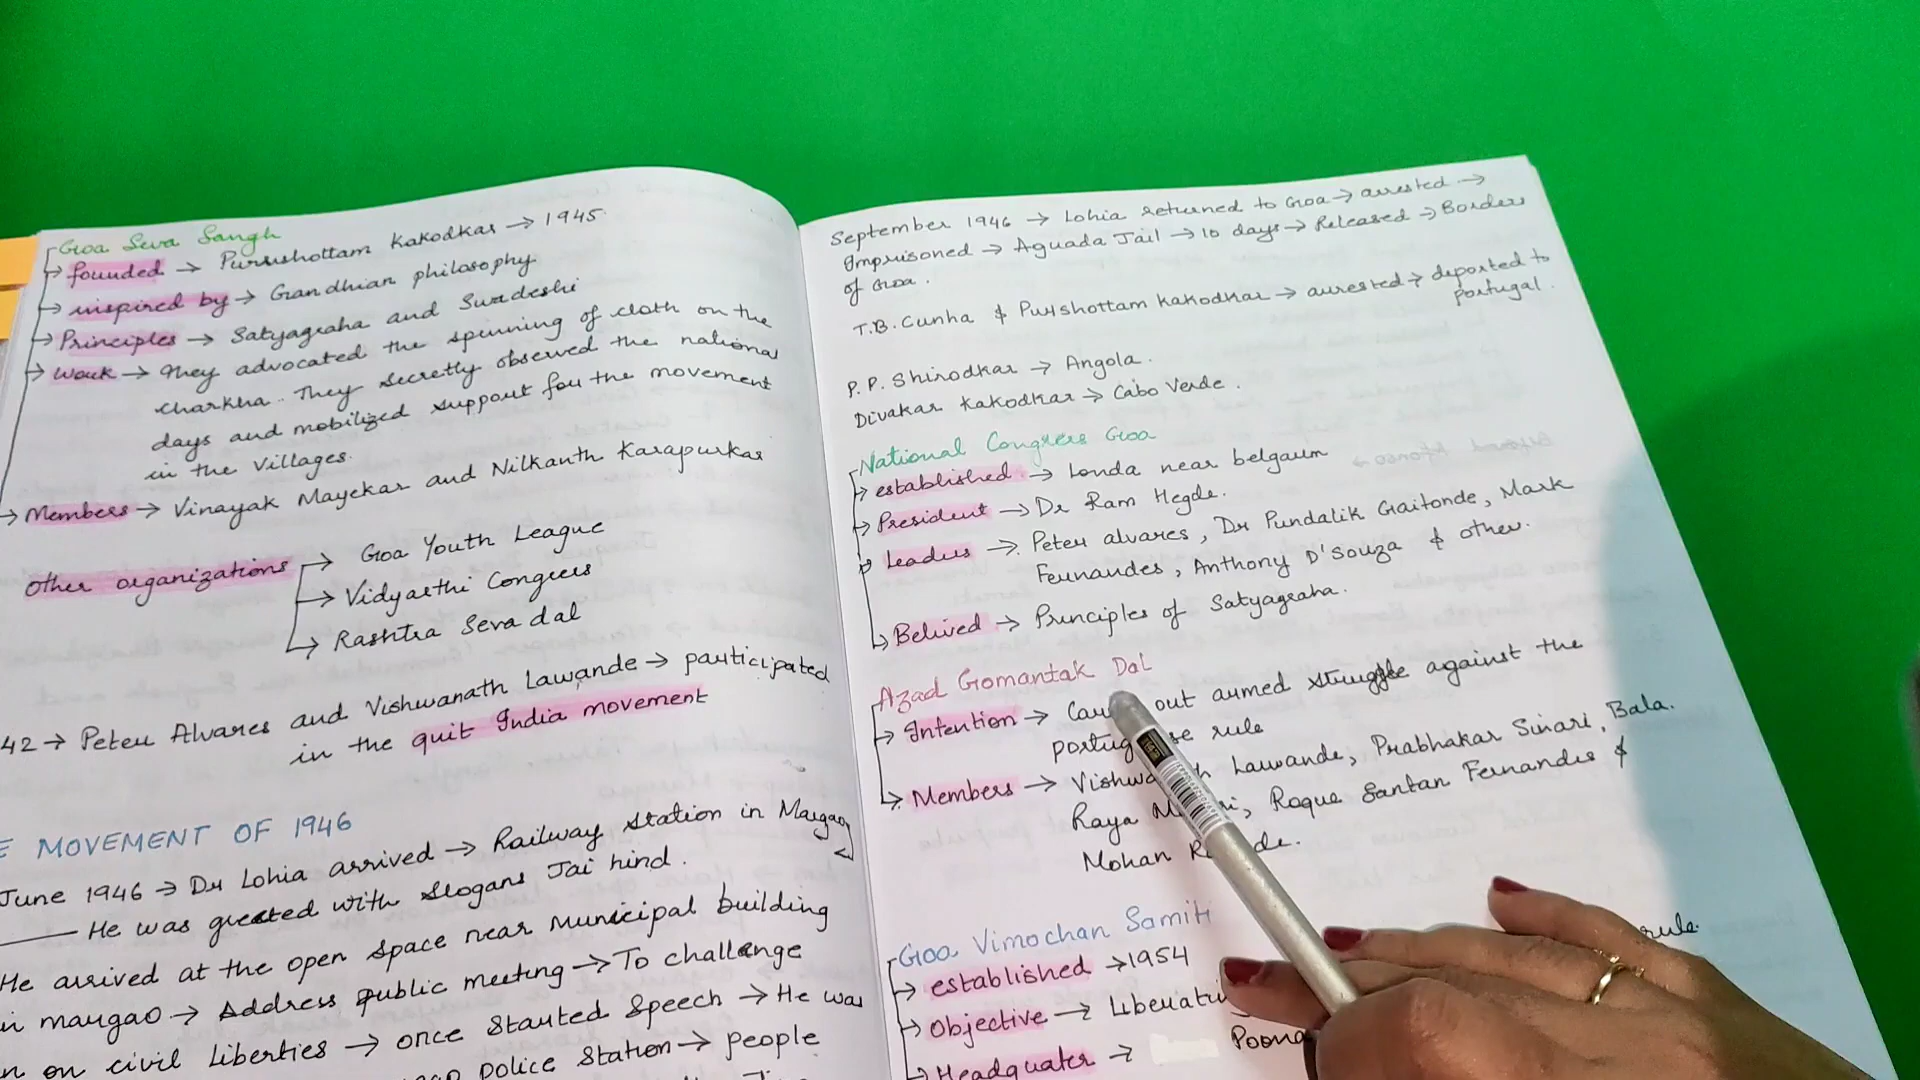 Goa Seva Sangh
founded → Purushottam Kakodkar → 1945
inspired by → Gandhian philosophy
Principles → Satyagraha and Swadeshi
Work → They advocated the spinning of cloth on the
charkha. They secretly observed the national
days and mobilized support for the movement
in the villages.
→ Members → Vinayak Mayekar and Nilkanth Karapurkar
Other organizations → Goa Youth League
→ Vidyarthi Congress
→ Rashtra Seva dal
42 → Peter Alvares and Vishwanath Lawande → participated
in the quit India movement
E MOVEMENT OF 1946
June 1946 → Dr Lohia arrived → Railway station in Margao
He was greeted with slogans Jai hind.
He arrived at the open space near Municipal building
in margao → Address public meeting → To challenge
n on civil liberties → once started speech → He was
police station → people
September 1946 → Lohia returned to Goa → arrested →
Imprisoned → Aguada Jail → 10 days → Released → Borders
of Goa.
T.B. Cunha & Purshottam kakodkar → arrested → deported to
portugal.
P.P. Shirodkar → Angola.
Divakar kakodkar → Cabo Verde.
National Congress Goa
→ established → Londa near belgaum
→ President → Dr Ram Hegde.
→ Leaders → Peter alvares, Dr Pundalik Gaitonde, Mark
Fernandes, Anthony D'Souza & other.
→ Belived → Principles of Satyagraha.
Azad Gomantak Dal
→ Intention → out armed struggle against the
rule
→ Members → Lawande, Prabhakar Sinari, Bala.
Raya Roque Santan Fernandes &
Mohan
Goa Vimochan Samiti
→ established → 1954
→ Objective → rule.
→ Headquater → Poona